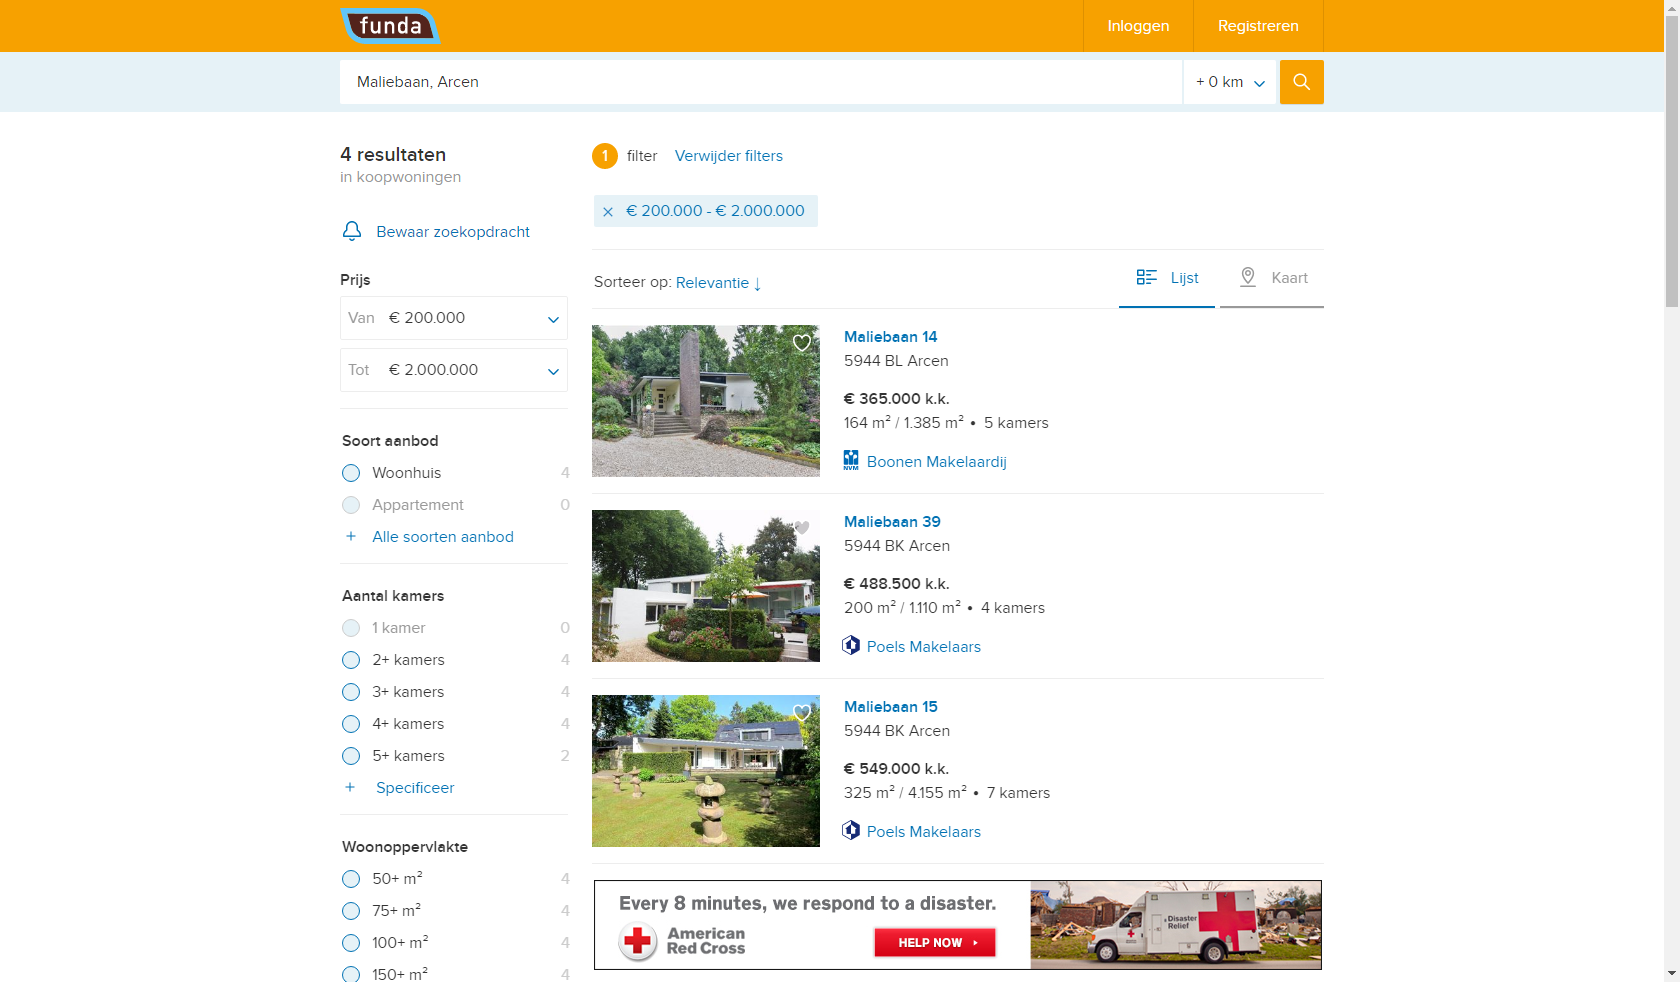 funda
Inloggen
Registreren
Maliebaan, Arcen
+ 0 km
4 resultaten
in koopwoningen
Bewaar zoekopdracht
Prijs
Van € 200.000
Tot € 2.000.000
Soort aanbod
Woonhuis 4
Appartement 0
+ Alle soorten aanbod
Aantal kamers
1 kamer 0
2+ kamers 4
3+ kamers 4
4+ kamers 4
5+ kamers 2
+ Specificeer
Woonoppervlakte
50+ m² 4
75+ m² 4
100+ m² 4
150+ m² 4
1 filter Verwijder filters
× € 200.000 - € 2.000.000
Sorteer op: Relevantie ↓
Lijst
Kaart
Maliebaan 14
5944 BL Arcen
€ 365.000 k.k.
164 m² / 1.385 m² • 5 kamers
NVM
Boonen Makelaardij
Maliebaan 39
5944 BK Arcen
€ 488.500 k.k.
200 m² / 1.110 m² • 4 kamers
Poels Makelaars
Maliebaan 15
5944 BK Arcen
€ 549.000 k.k.
325 m² / 4.155 m² • 7 kamers
Poels Makelaars
Every 8 minutes, we respond to a disaster.
American
Red Cross
HELP NOW
Disaster
Relief